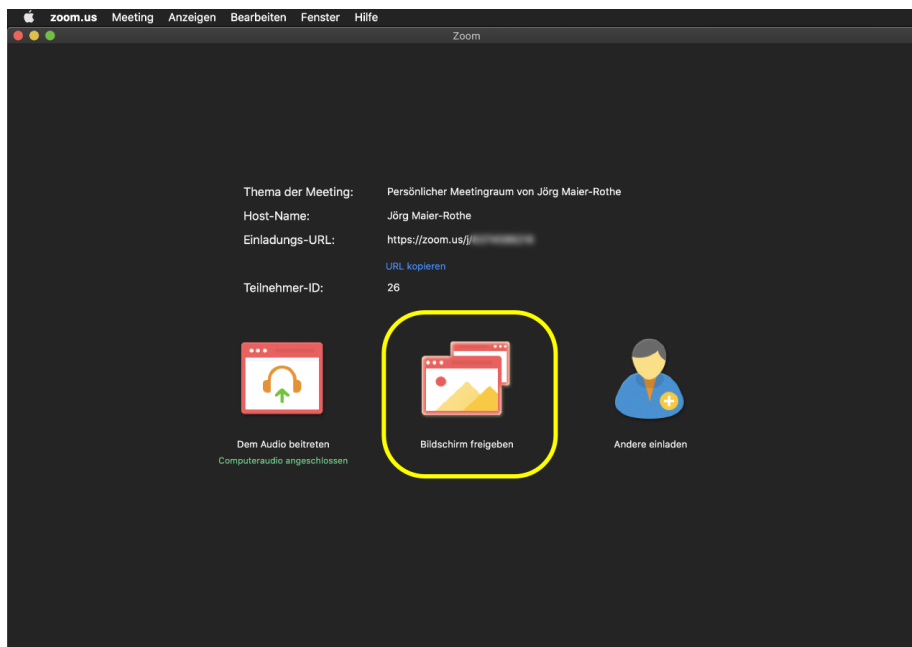 zoom.us Meeting Anzeigen Bearbeiten Fenster Hilfe
Zoom
Thema der Meeting: Persönlicher Meetingraum von Jörg Maier-Rothe
Host-Name: Jörg Maier-Rothe
Einladungs-URL: https://zoom.us/j/
URL kopieren
Teilnehmer-ID: 26
Dem Audio beitreten Bildschirm freigeben Andere einladen
Computeraudio angeschlossen